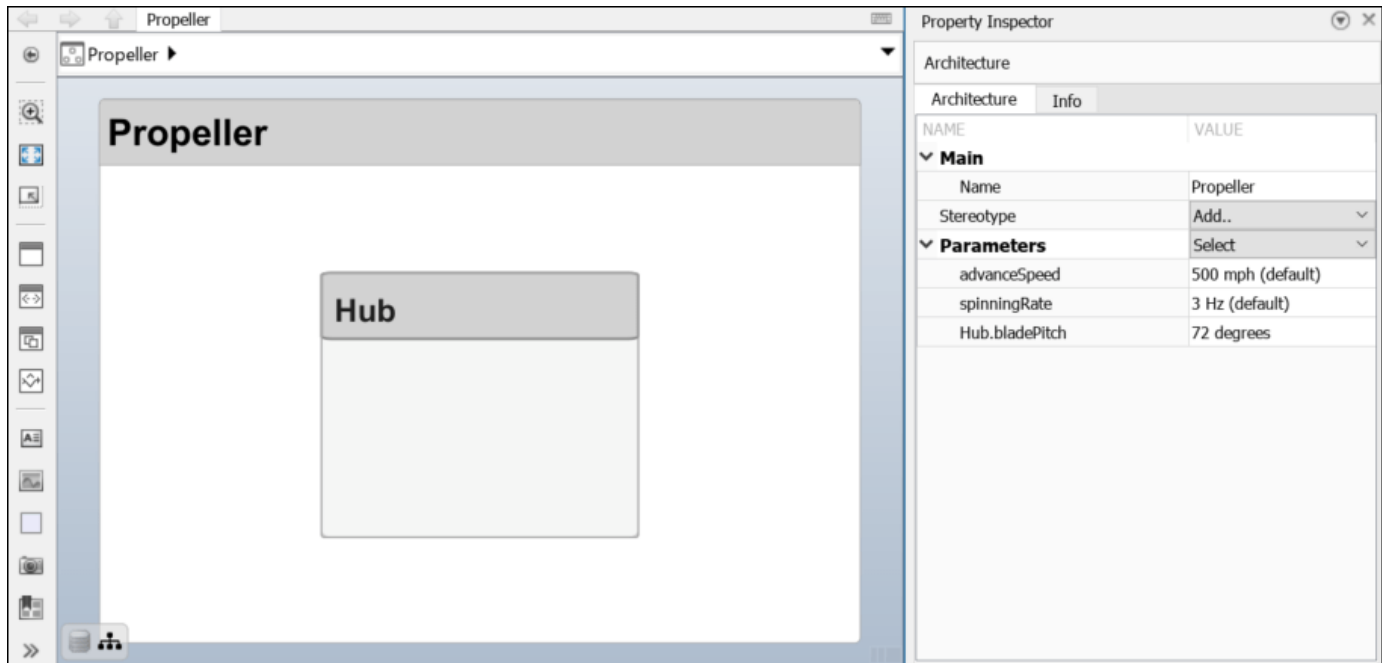 Propeller
Propeller
Propeller
Hub
Property Inspector
Architecture
Architecture Info
NAME VALUE
Main
Name Propeller
Stereotype Add..
Parameters Select
advanceSpeed 500 mph (default)
spinningRate 3 Hz (default)
Hub.bladePitch 72 degrees